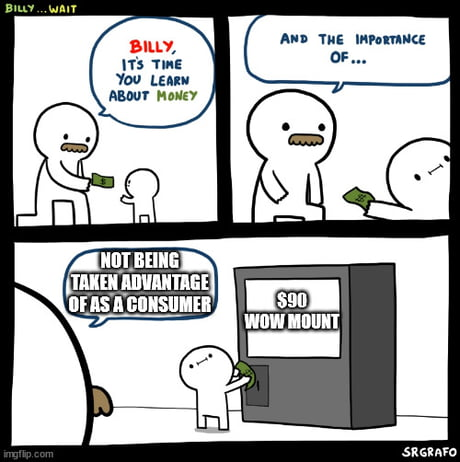 BILLY...WAIT
BILLY,
IT'S TIME
YOU LEARN
ABOUT MONEY
AND THE IMPORTANCE
OF...
NOT BEING
TAKEN ADVANTAGE
OF AS A CONSUMER
$90
WOW MOUNT
imgflip.com
SRGRAFO